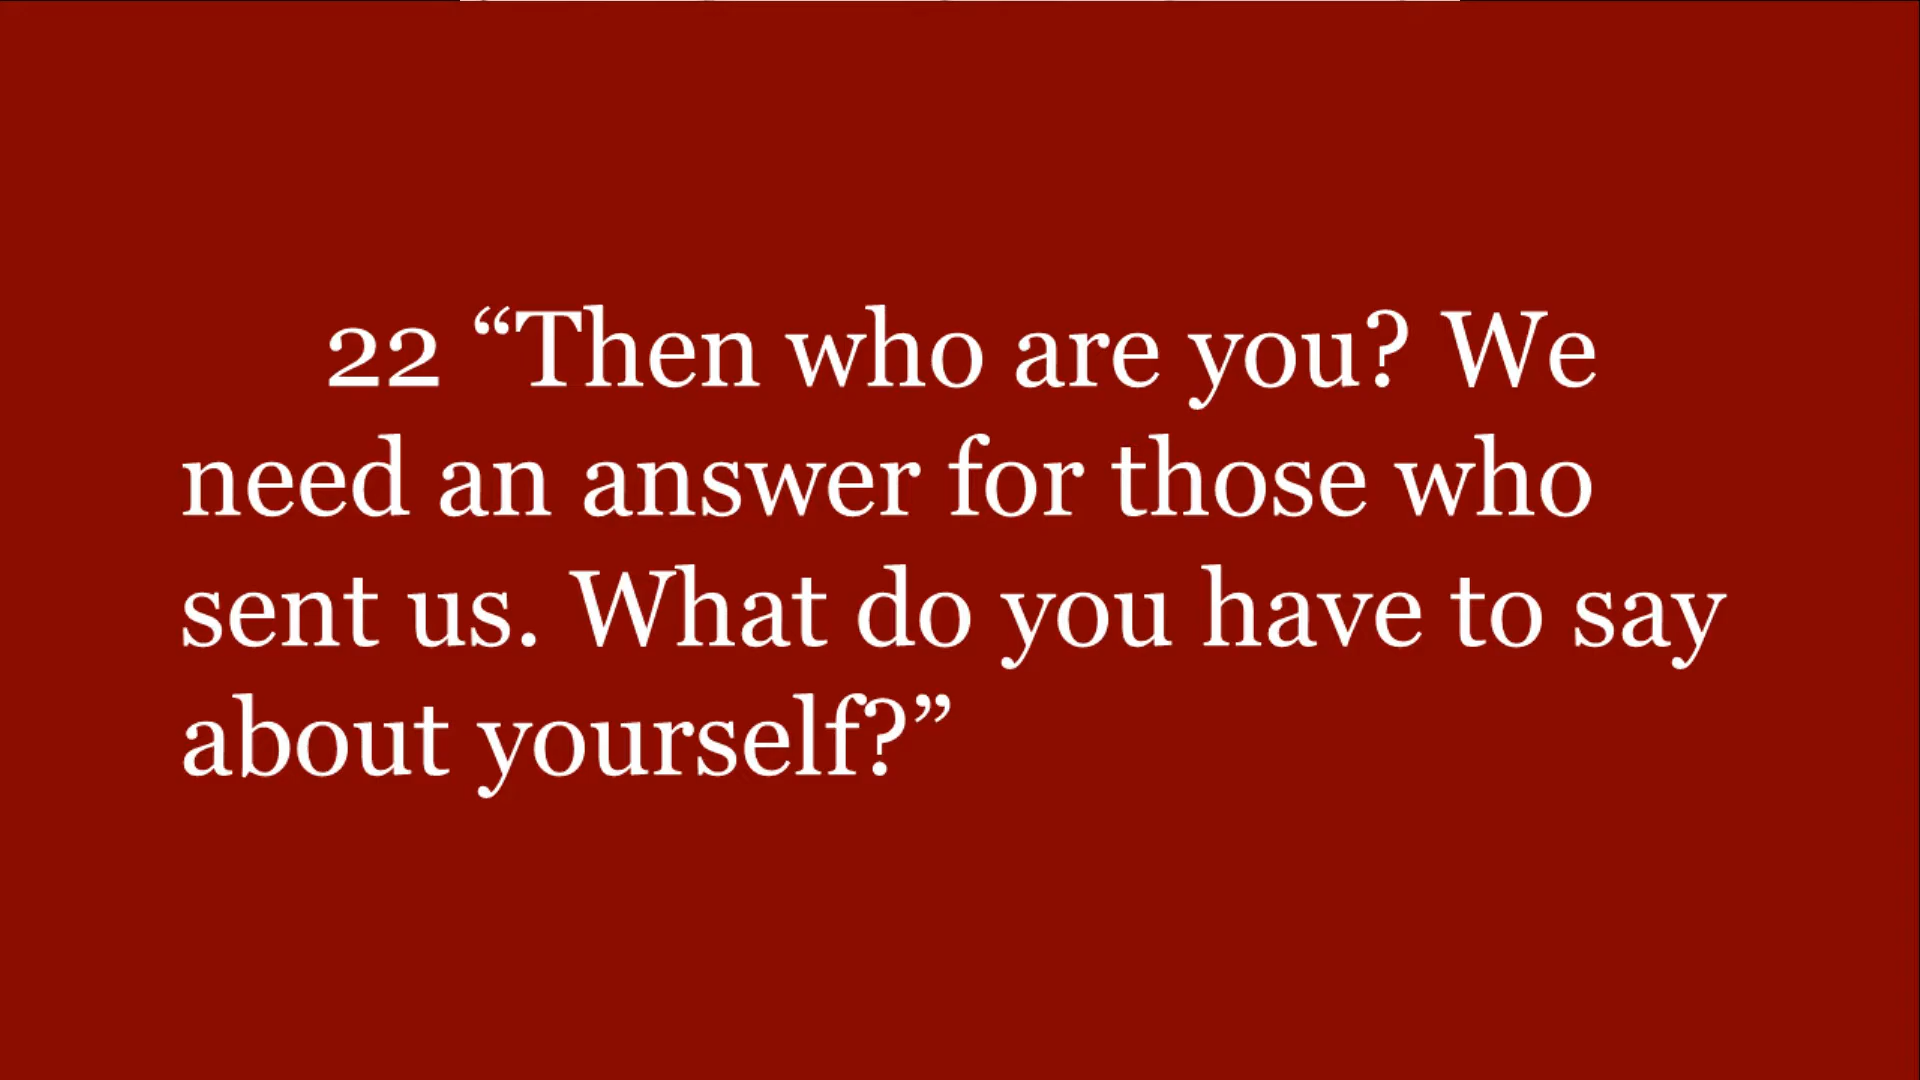 22 “Then who are you? We
need an answer for those who
sent us. What do you have to say
about yourself?”